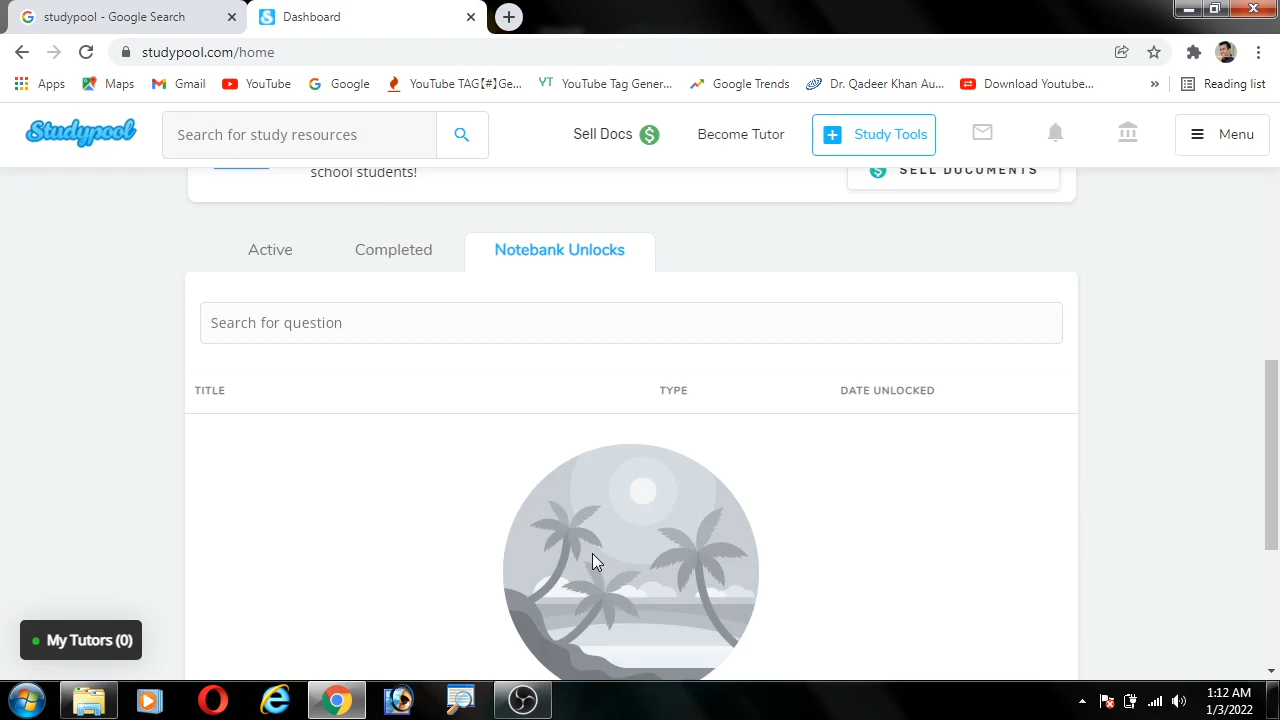 studypool - Google Search
Dashboard
studypool.com/home
Apps
Maps
Gmail
YouTube
Google
YouTube TAG[#]Ge...
YT YouTube Tag Gener...
Google Trends
Dr. Qadeer Khan Au...
Download Youtube...
»
Reading list
Studypool
Search for study resources
Sell Docs
Become Tutor
Study Tools
Menu
school students!
SELL DOCUMENTS
Active
Completed
Notebank Unlocks
Search for question
TITLE
TYPE
DATE UNLOCKED
My Tutors (0)
1:12 AM
1/3/2022